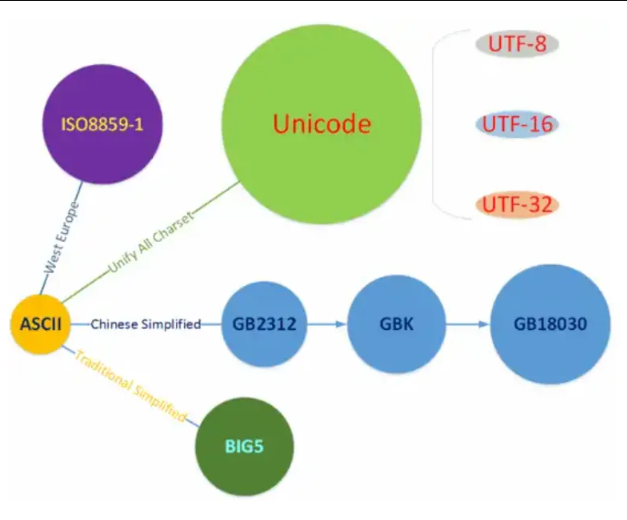 UTF-8
ISO8859-1
Unicode
UTF-16
UTF-32
West Europe
Unify All Charset
ASCII
Chinese Simplified
GB2312
GBK
GB18030
Traditional Simplified
BIG5